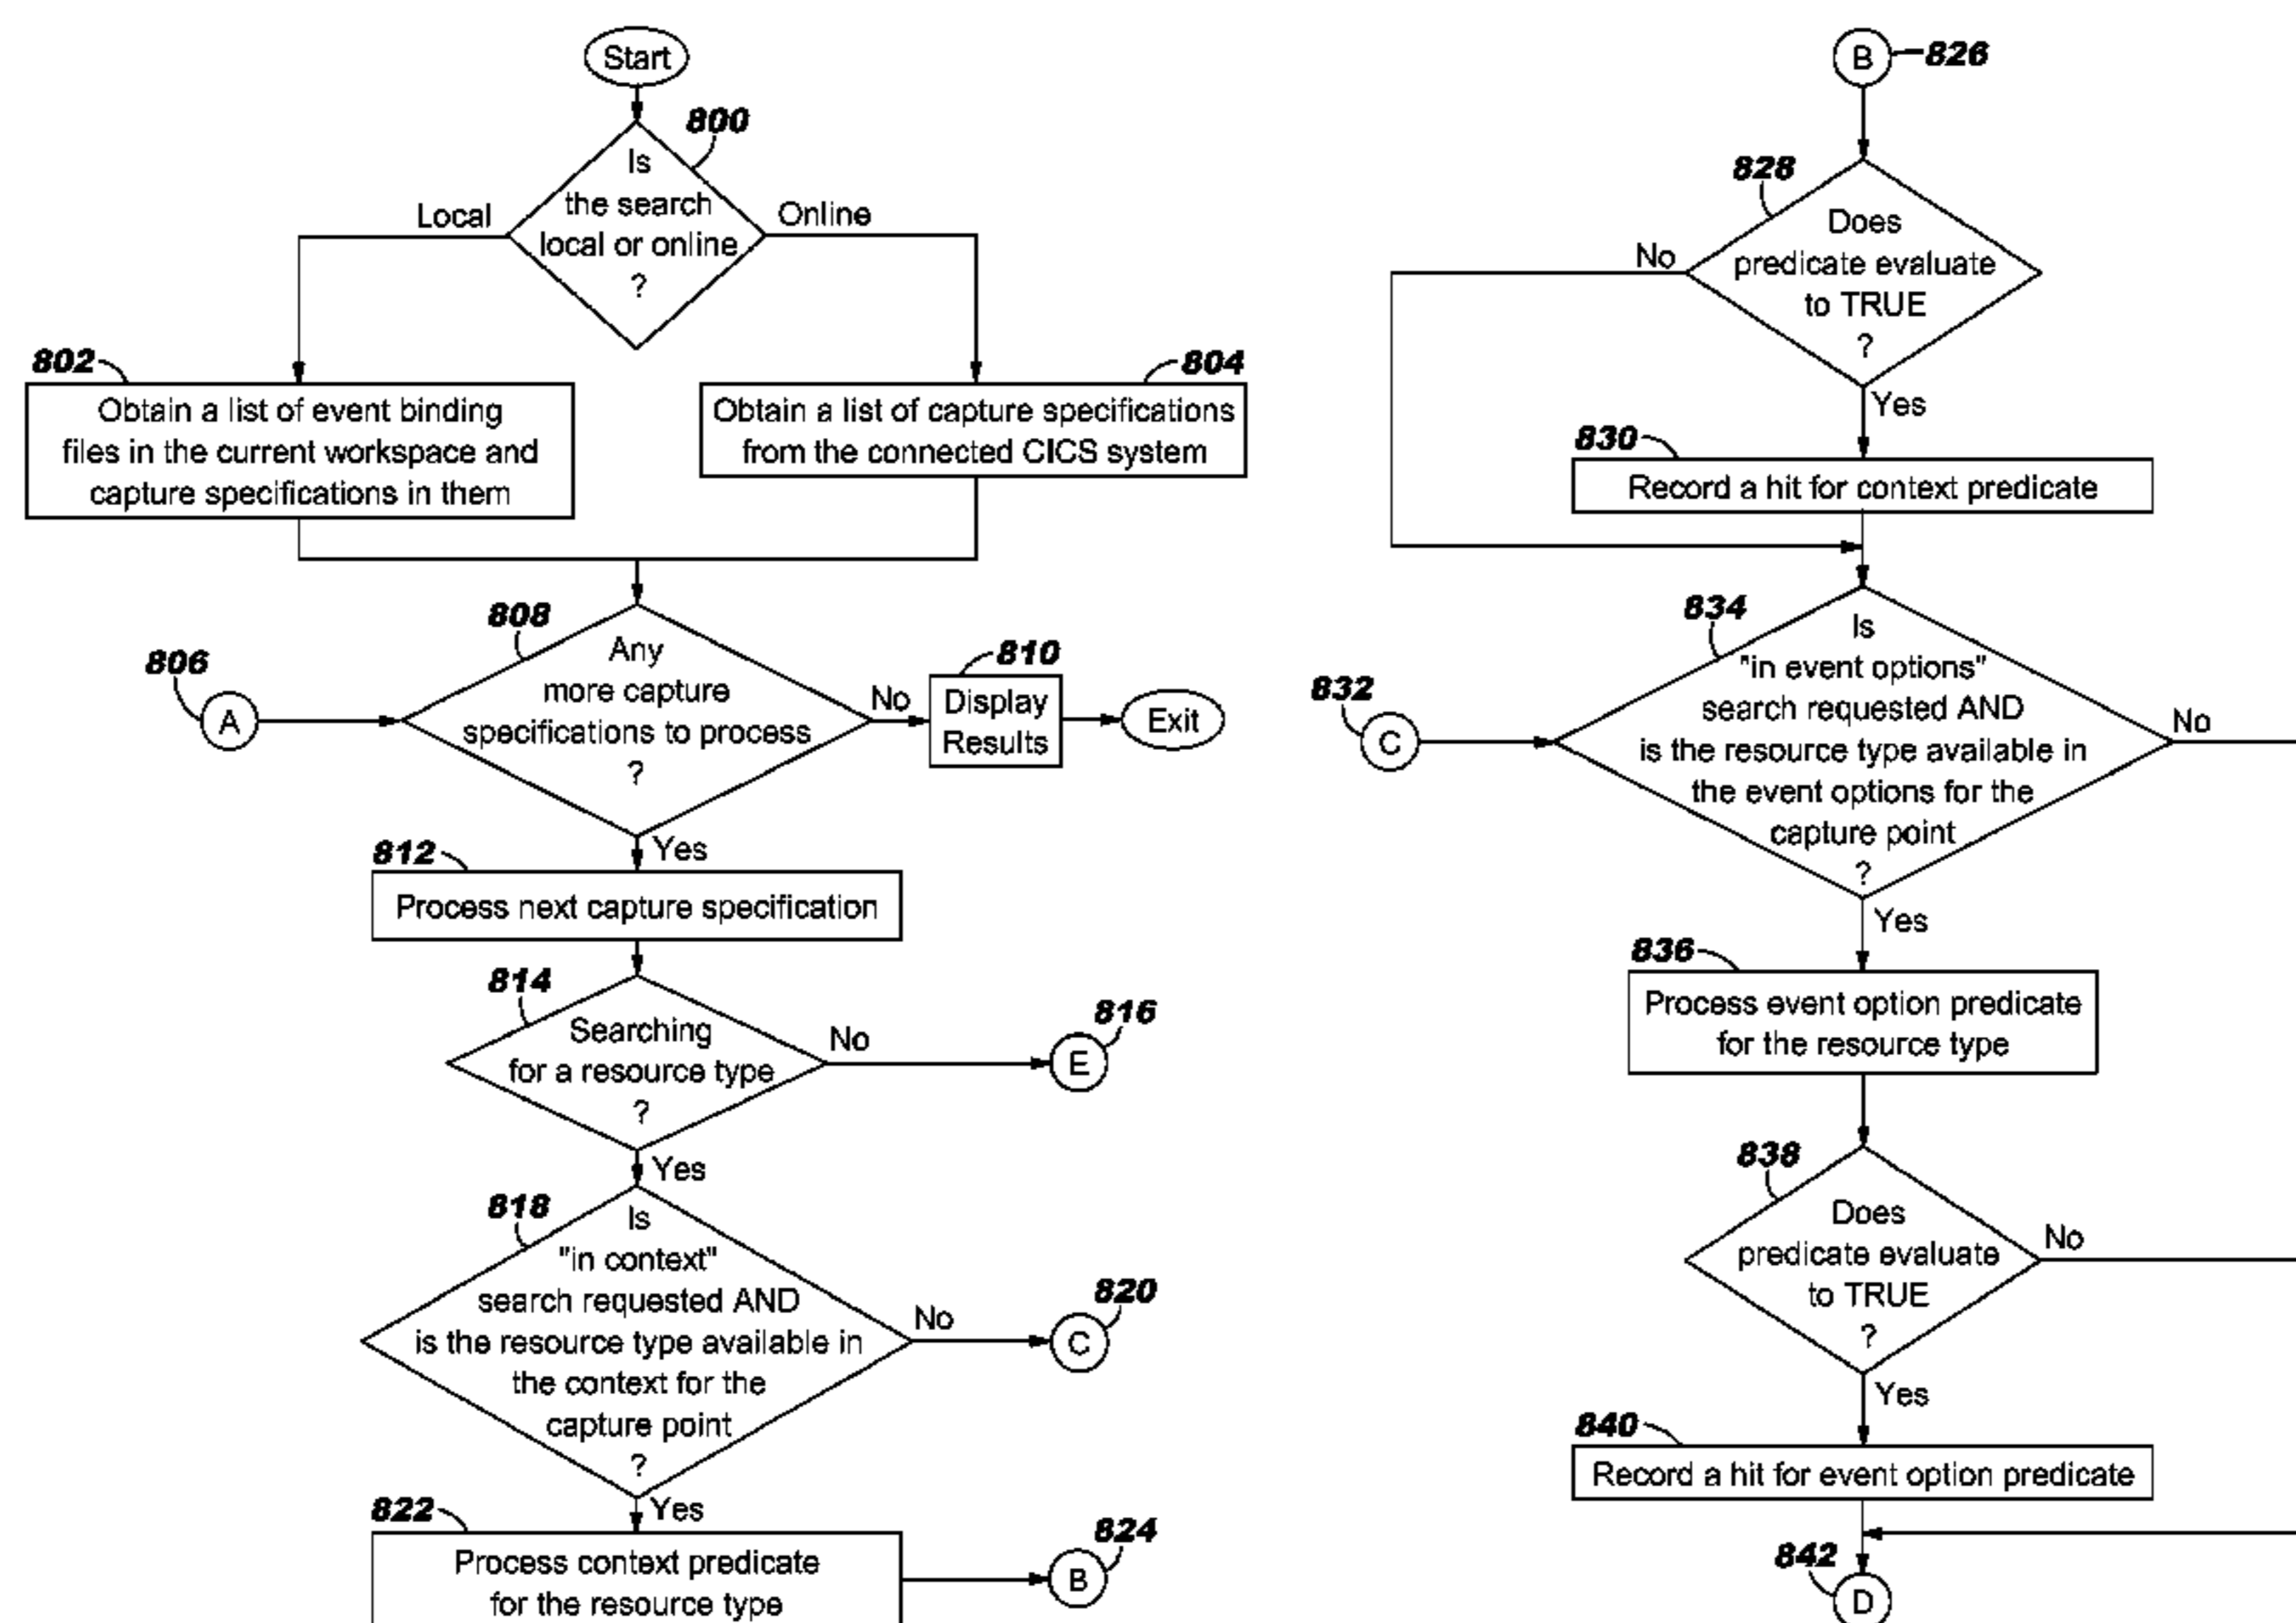 Start
800
Is
the search
local or online
?
Local
Online
802
Obtain a list of event binding
files in the current workspace and
capture specifications in them
804
Obtain a list of capture specifications
from the connected CICS system
806
A
808
Any
more capture
specifications to process
?
No
810
Display
Results
Exit
Yes
812
Process next capture specification
814
Searching
for a resource type
?
No
816
E
Yes
818
Is
"in context"
search requested AND
is the resource type available in
the context for the
capture point
?
No
820
C
Yes
822
Process context predicate
for the resource type
824
B
B
826
828
Does
predicate evaluate
to TRUE
?
No
Yes
830
Record a hit for context predicate
832
C
834
Is
"in event options"
search requested AND
is the resource type available in
the event options for the
capture point
?
No
Yes
836
Process event option predicate
for the resource type
838
Does
predicate evaluate
to TRUE
?
No
Yes
840
Record a hit for event option predicate
842
D